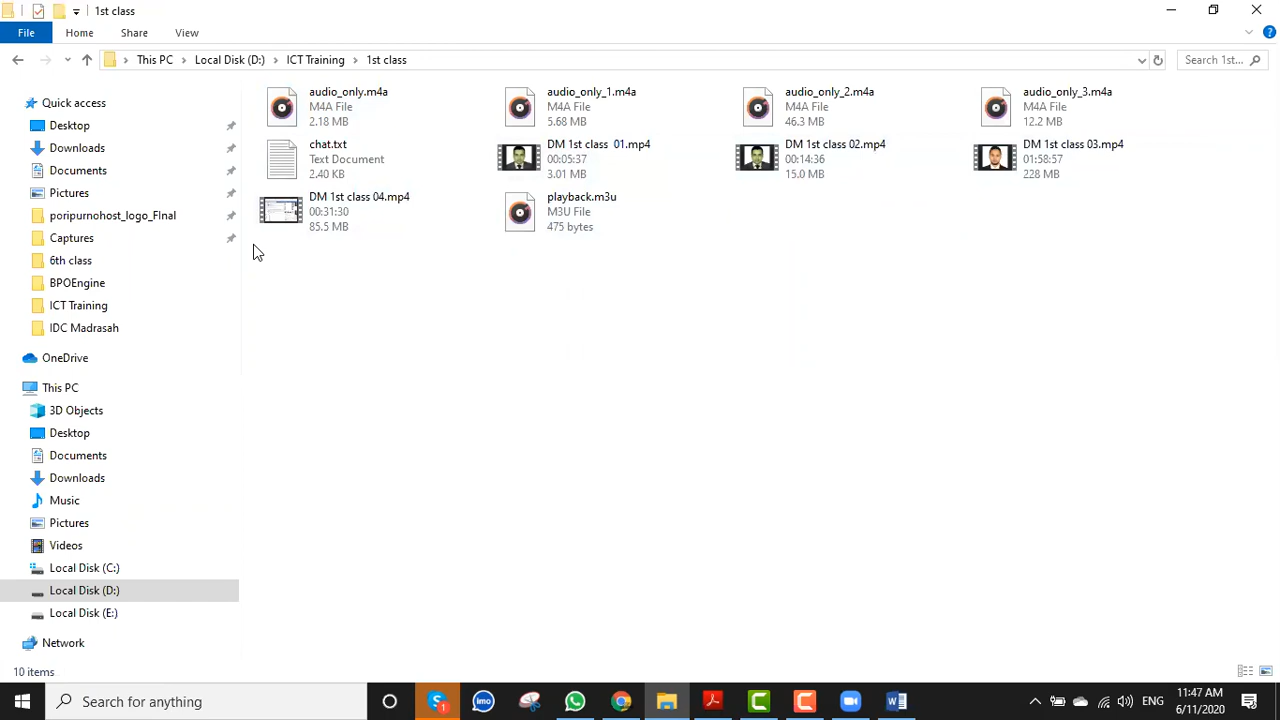 1st class
File Home Share View
This PC Local Disk (D:) ICT Training 1st class
Search 1st...
Quick access
Desktop
Downloads
Documents
Pictures
poripurnohost_logo_FInal
Captures
6th class
BPOEngine
ICT Training
IDC Madrasah
OneDrive
This PC
3D Objects
Desktop
Documents
Downloads
Music
Pictures
Videos
Local Disk (C:)
Local Disk (D:)
Local Disk (E:)
Network
audio_only.m4a
M4A File
2.18 MB
audio_only_1.m4a
M4A File
5.68 MB
audio_only_2.m4a
M4A File
46.3 MB
audio_only_3.m4a
M4A File
12.2 MB
chat.txt
Text Document
2.40 KB
DM 1st class  01.mp4
00:05:37
3.01 MB
DM 1st class 02.mp4
00:14:36
15.0 MB
DM 1st class 03.mp4
01:58:57
228 MB
DM 1st class 04.mp4
00:31:30
85.5 MB
playback.m3u
M3U File
475 bytes
10 items
Search for anything
1
imo
ENG
11:47 AM
6/11/2020